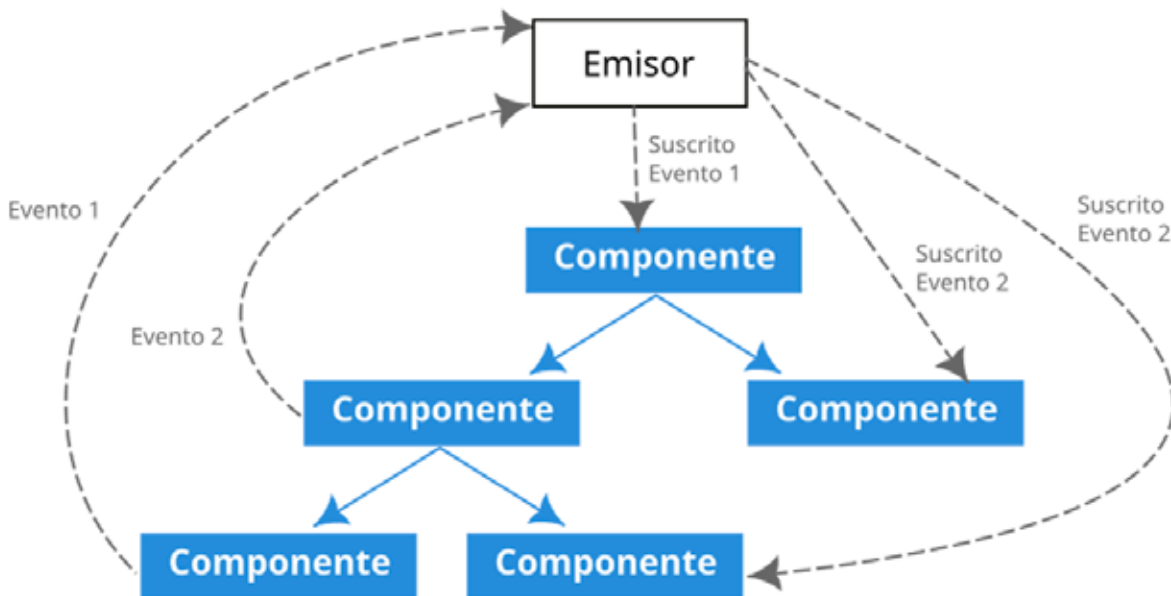 Emisor
Suscrito
Evento 1
Evento 1
Suscrito
Evento 2
Componente
Suscrito
Evento 2
Evento 2
Componente
Componente
Componente
Componente